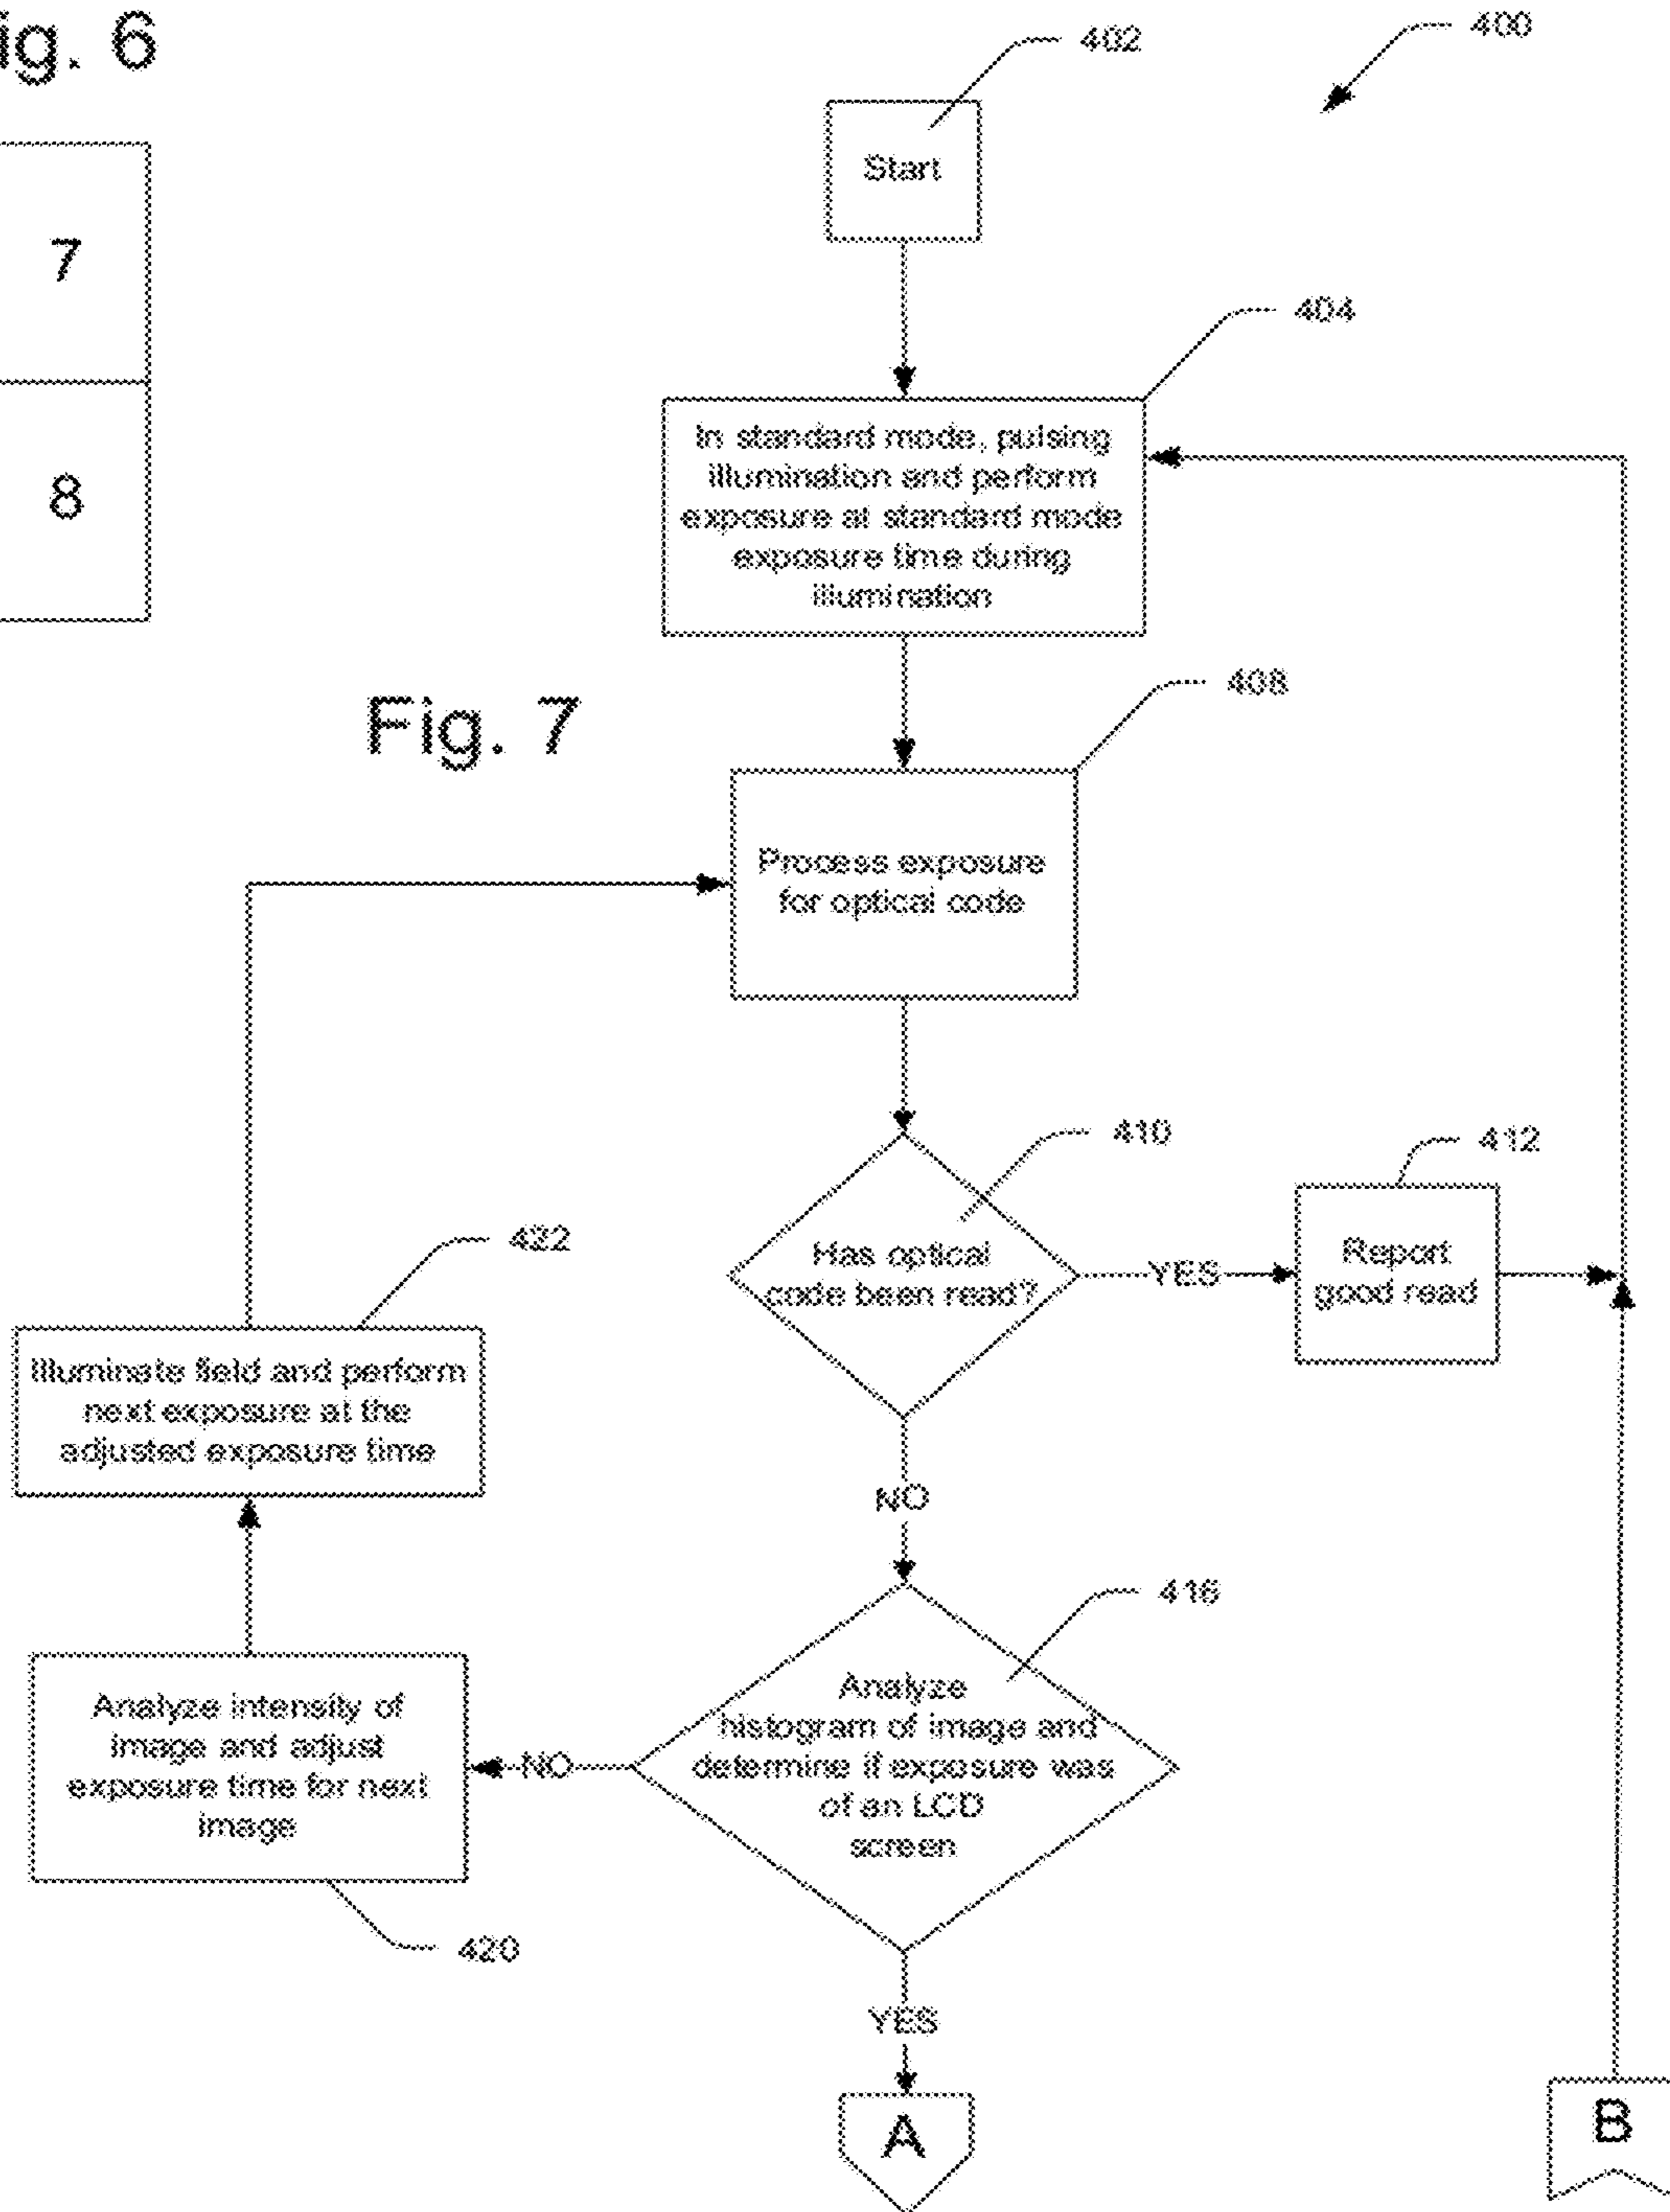 ig. 6
7
8
400
402
Start
404
In standard mode, pulsing
illumination and perform
exposure at standard mode
exposure time during
illumination
Fig. 7
408
Process exposure
for optical code
410
Has optical
code been read?
YES
412
Report
good read
NO
416
Analyze
histogram of image and
determine if exposure was
of an LCD
screen
NO
420
Analyze intensity of
image and adjust
exposure time for next
image
422
Illuminate field and perform
next exposure at the
adjusted exposure time
YES
A
B